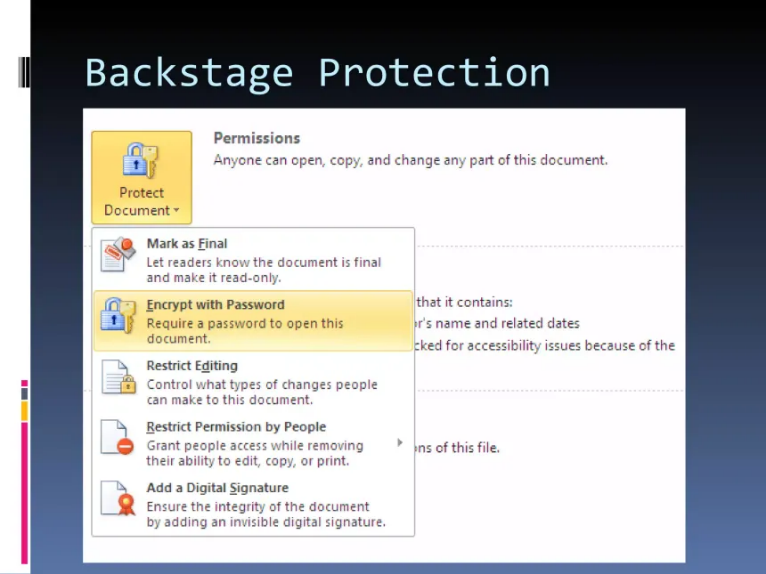 Backstage Protection
Permissions
Anyone can open, copy, and change any part of this document.
Protect
Document
Mark as Final
Let readers know the document is final
and make it read-only.
Encrypt with Password
Require a password to open this
document.
that it contains:
or's name and related dates
cked for accessibility issues because of the
Restrict Editing
Control what types of changes people
can make to this document.
Restrict Permission by People
Grant people access while removing
their ability to edit, copy, or print.
ns of this file.
Add a Digital Signature
Ensure the integrity of the document
by adding an invisible digital signature.